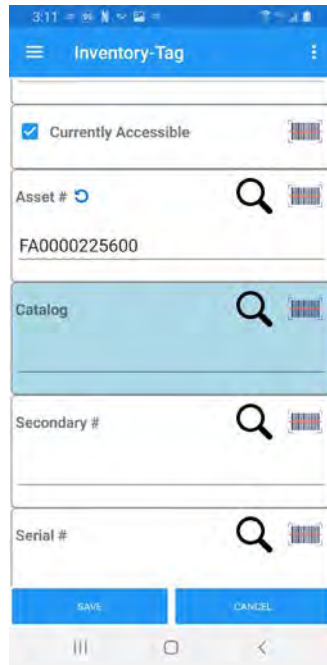 3:11
Inventory-Tag
Currently Accessible
Asset #
FA0000225600
Catalog
Secondary #
Serial #
SAVE
CANCEL